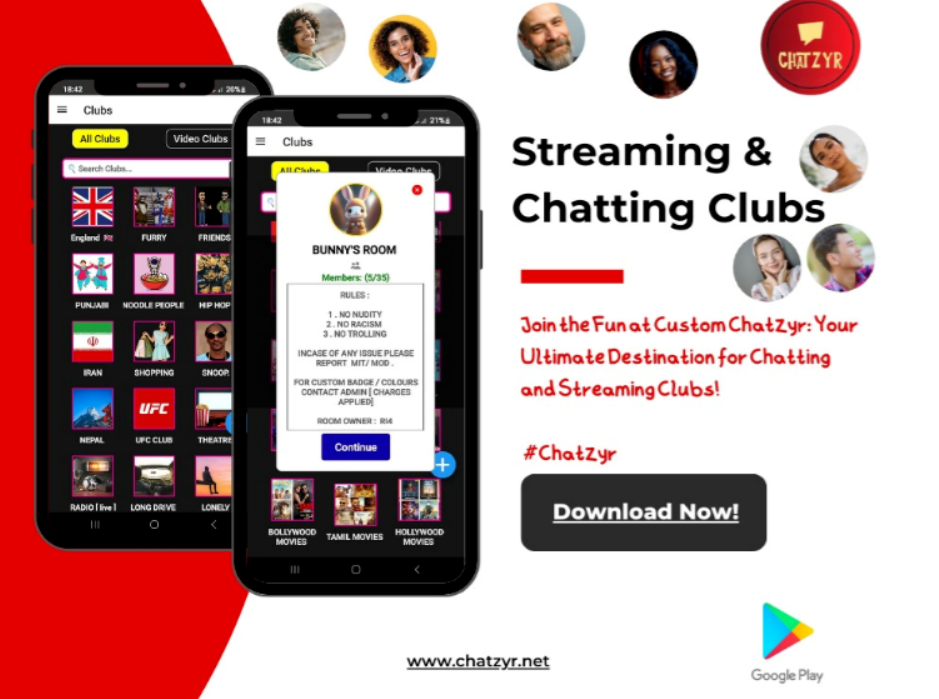 CHATZYR
Streaming &
Chatting Clubs
Join the Fun at Custom ChatZyr: Your
Ultimate Destination for Chatting
and Streaming Clubs!
#ChatZyr
Download Now!
Google Play
www.chatzyr.net
18:42
20%
Clubs
All Clubs
Video Clubs
Search Clubs...
England
FURRY
FRIENDS
PUNJABI
NOODLE PEOPLE
HIP HOP
IRAN
SHOPPING
SNOOP
UFC
NEPAL
UFC CLUB
THEATRE
RADIO [live]
LONG DRIVE
LONELY
18:42
21%
Clubs
All Clubs
Video Clubs
BUNNY'S ROOM
Members: (5/35)
RULES :
1 . NO NUDITY
2 . NO RACISM
3 . NO TROLLING
INCASE OF ANY ISSUE PLEASE
REPORT MIT/ MOD .
FOR CUSTOM BADGE / COLOURS
CONTACT ADMIN [ CHARGES
APPLIED]
ROOM OWNER : Ri4
Continue
BOLLYWOOD
MOVIES
TAMIL MOVIES
HOLLYWOOD
MOVIES